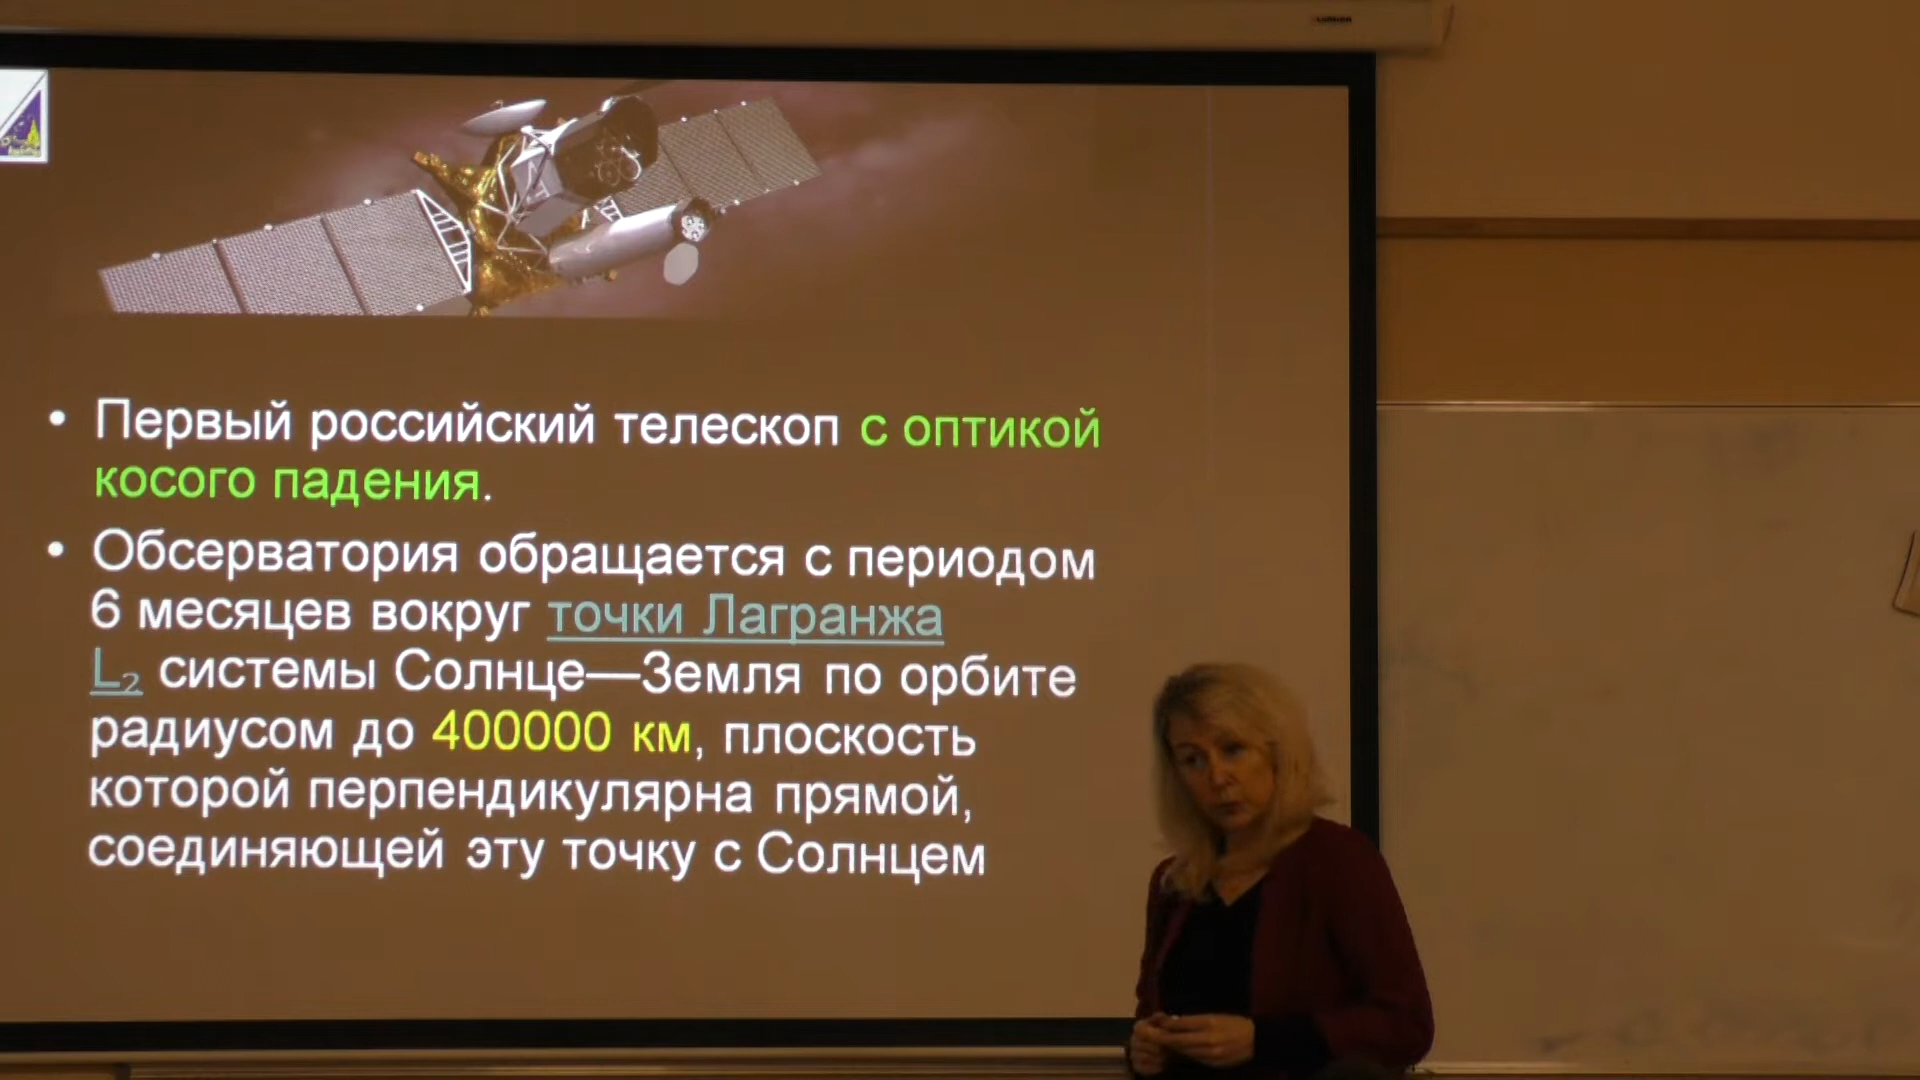 • Первый российский телескоп с оптикой
косого падения.
• Обсерватория обращается с периодом
6 месяцев вокруг точки Лагранжа
L₂ системы Солнце—Земля по орбите
радиусом до 400000 км, плоскость
которой перпендикулярна прямой,
соединяющей эту точку с Солнцем